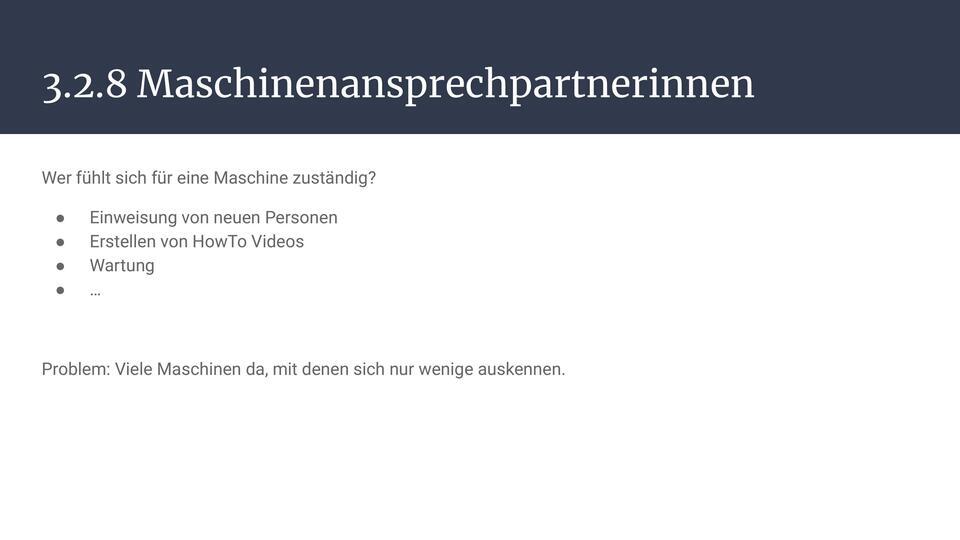 3.2.8 Maschinenansprechpartnerinnen
Wer fühlt sich für eine Maschine zuständig?
● Einweisung von neuen Personen
● Erstellen von HowTo Videos
● Wartung
● …
Problem: Viele Maschinen da, mit denen sich nur wenige auskennen.